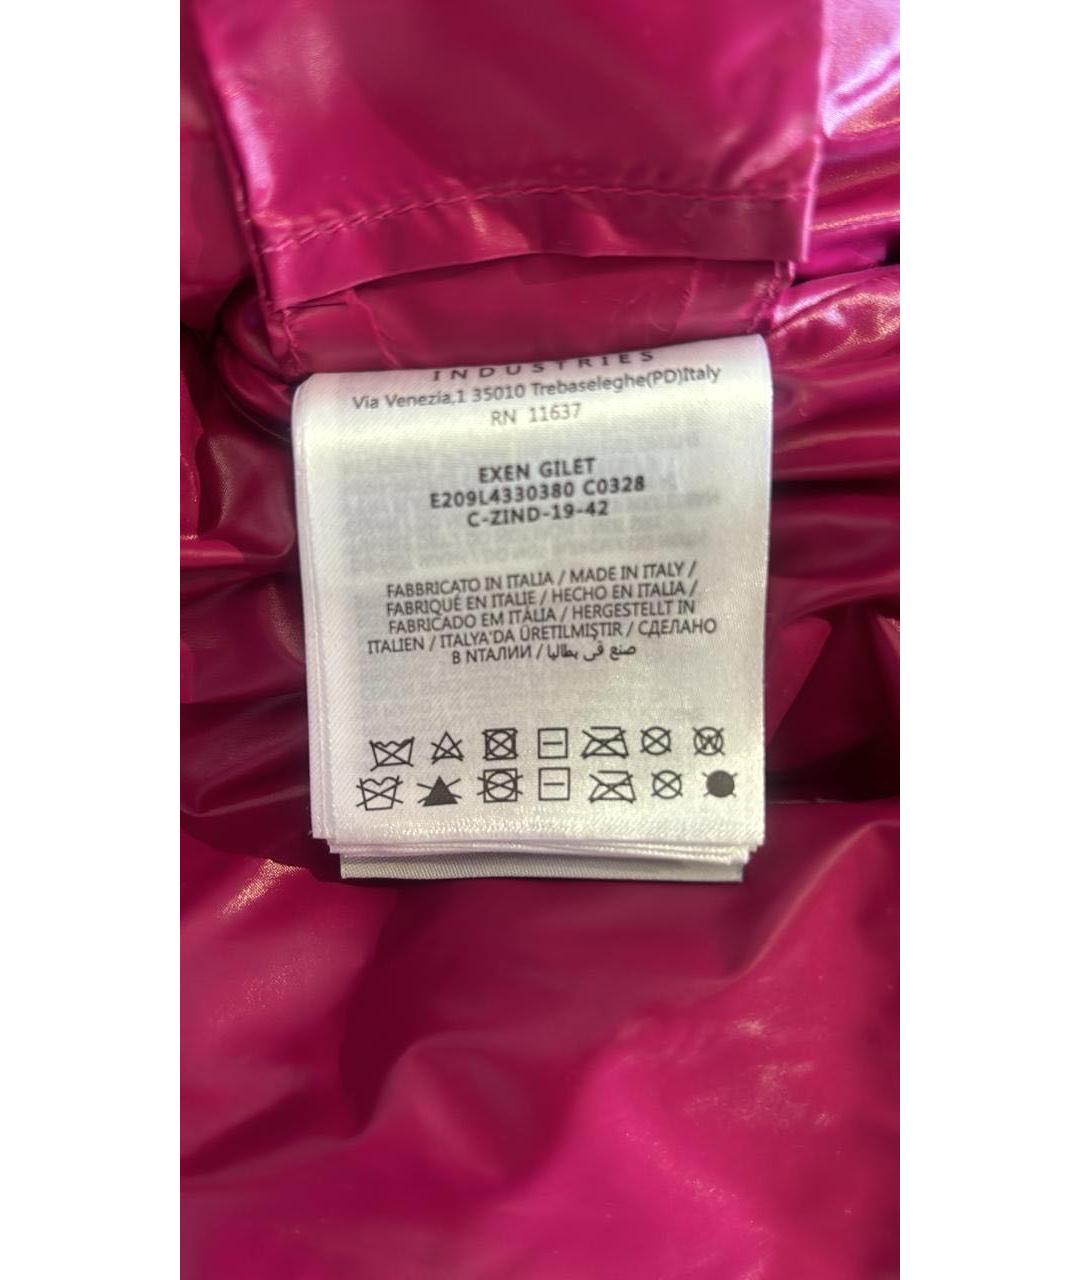 INDUSTRIES
Via Venezia,1 35010 Trebaseleghe(PD)Italy
RN 11637
EXEN GILET
E209L4330380 C0328
C-ZIND-19-42
FABBRICATO IN ITALIA / MADE IN ITALY /
FABRIQUÉ EN ITALIE / HECHO EN ITALIA /
FABRICADO EM ITÁLIA / HERGESTELLT IN
ITALIEN / ITALYA'DA ÜRETILMIŞTIR / СДЕЛАНО
В NТАЛИИ / صنع في يطاليا